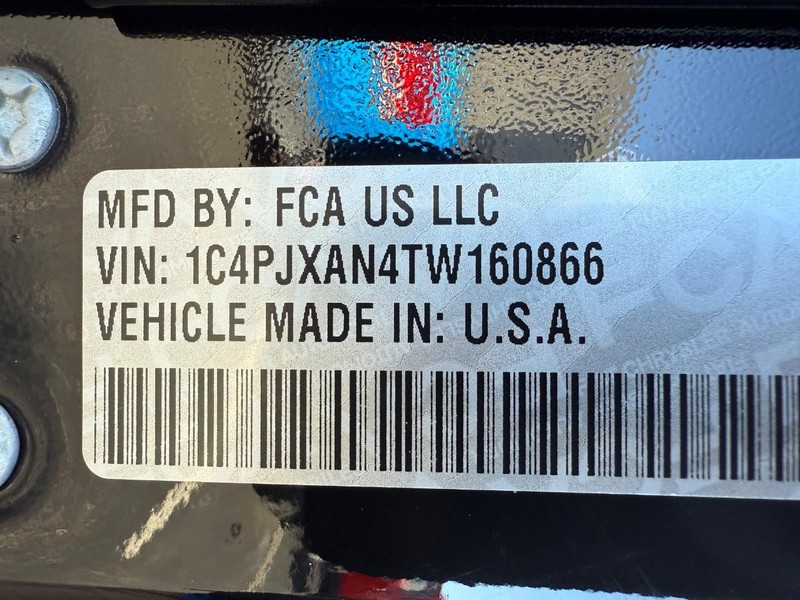 MFD BY: FCA US LLC
VIN: 1C4PJXAN4TW160866
VEHICLE MADE IN: U.S.A.